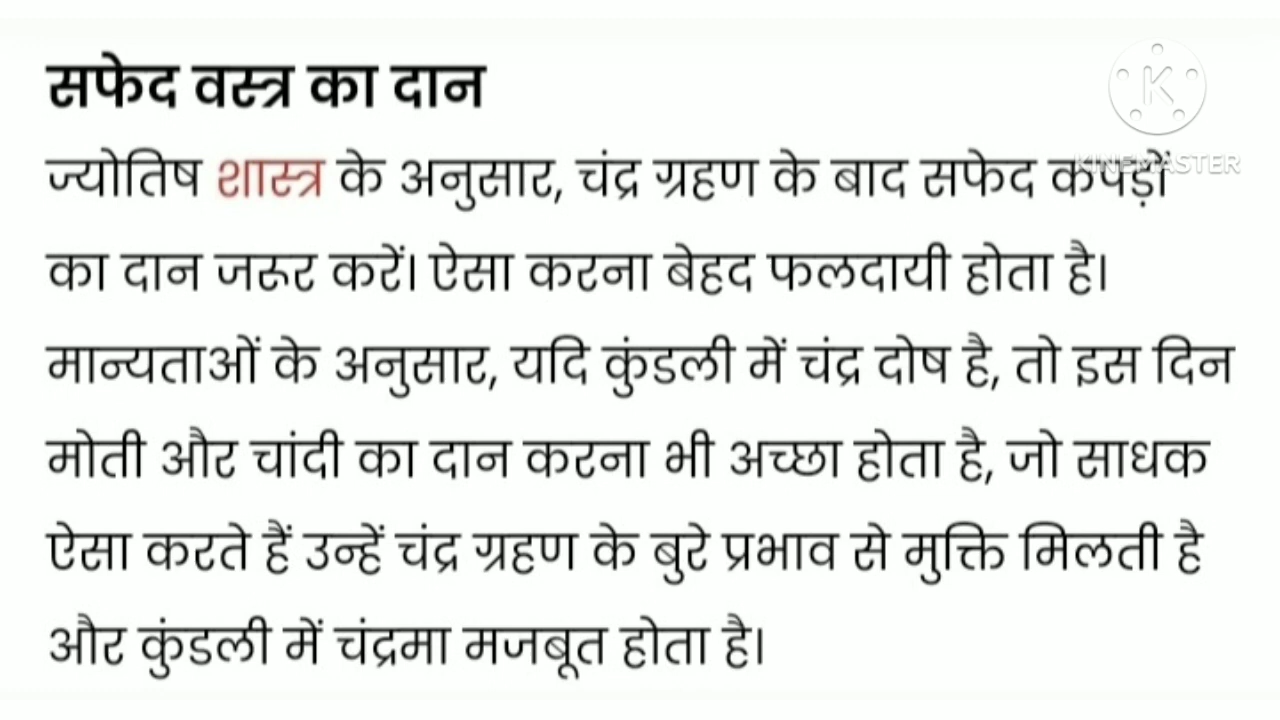 सफेद वस्त्र का दान
ज्योतिष शास्त्र के अनुसार, चंद्र ग्रहण के बाद सफेद कपड़ों
का दान जरूर करें। ऐसा करना बेहद फलदायी होता है।
मान्यताओं के अनुसार, यदि कुंडली में चंद्र दोष है, तो इस दिन
मोती और चांदी का दान करना भी अच्छा होता है, जो साधक
ऐसा करते हैं उन्हें चंद्र ग्रहण के बुरे प्रभाव से मुक्ति मिलती है
और कुंडली में चंद्रमा मजबूत होता है।
K
KINEMASTER